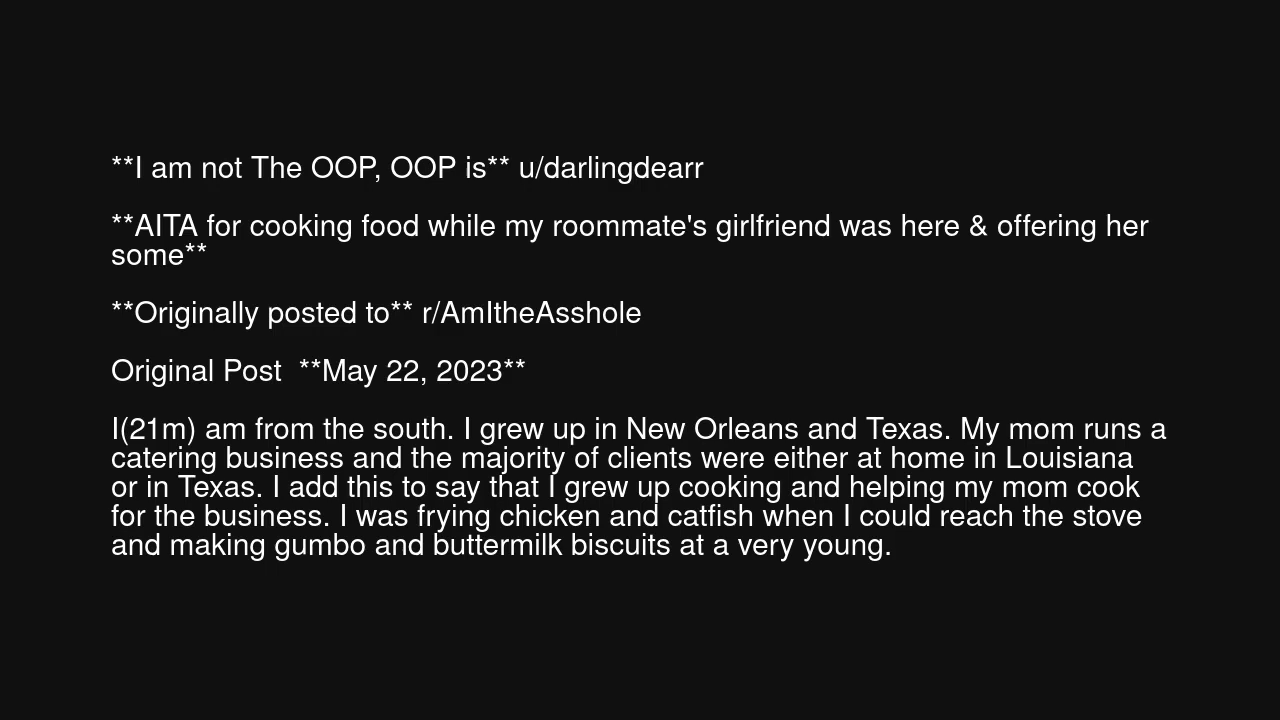 **I am not The OOP, OOP is** u/darlingdearr
**AITA for cooking food while my roommate's girlfriend was here & offering her
some**
**Originally posted to** r/AmItheAsshole
Original Post  **May 22, 2023**
I(21m) am from the south. I grew up in New Orleans and Texas. My mom runs a
catering business and the majority of clients were either at home in Louisiana
or in Texas. I add this to say that I grew up cooking and helping my mom cook
for the business. I was frying chicken and catfish when I could reach the stove
and making gumbo and buttermilk biscuits at a very young.